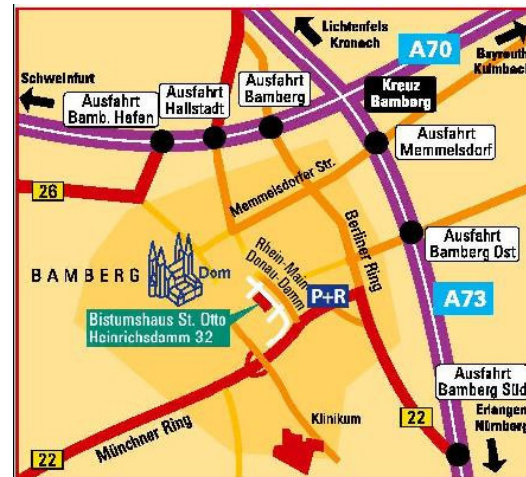 Lichtenfels
Kronach
Erlangen
A70
Bayreuth
Kulmbach
Schweinfurt
Ausfahrt
Bamb. Hafen
Ausfahrt
Hallstadt
Ausfahrt
Bamberg
Kreuz
Bamberg
Ausfahrt
Memmelsdorf
Memmelsdorfer Str.
26
Berliner Ring
Ausfahrt
Bamberg Ost
BAMBERG
Dom
Rhein-Main-
Donau-Damm
P+R
A73
Bistumshaus St. Otto
Heinrichsdamm 32
Ausfahrt
Bamberg Süd
Klinikum
22
Erlangen
Nürnberg
Münchner Ring
22